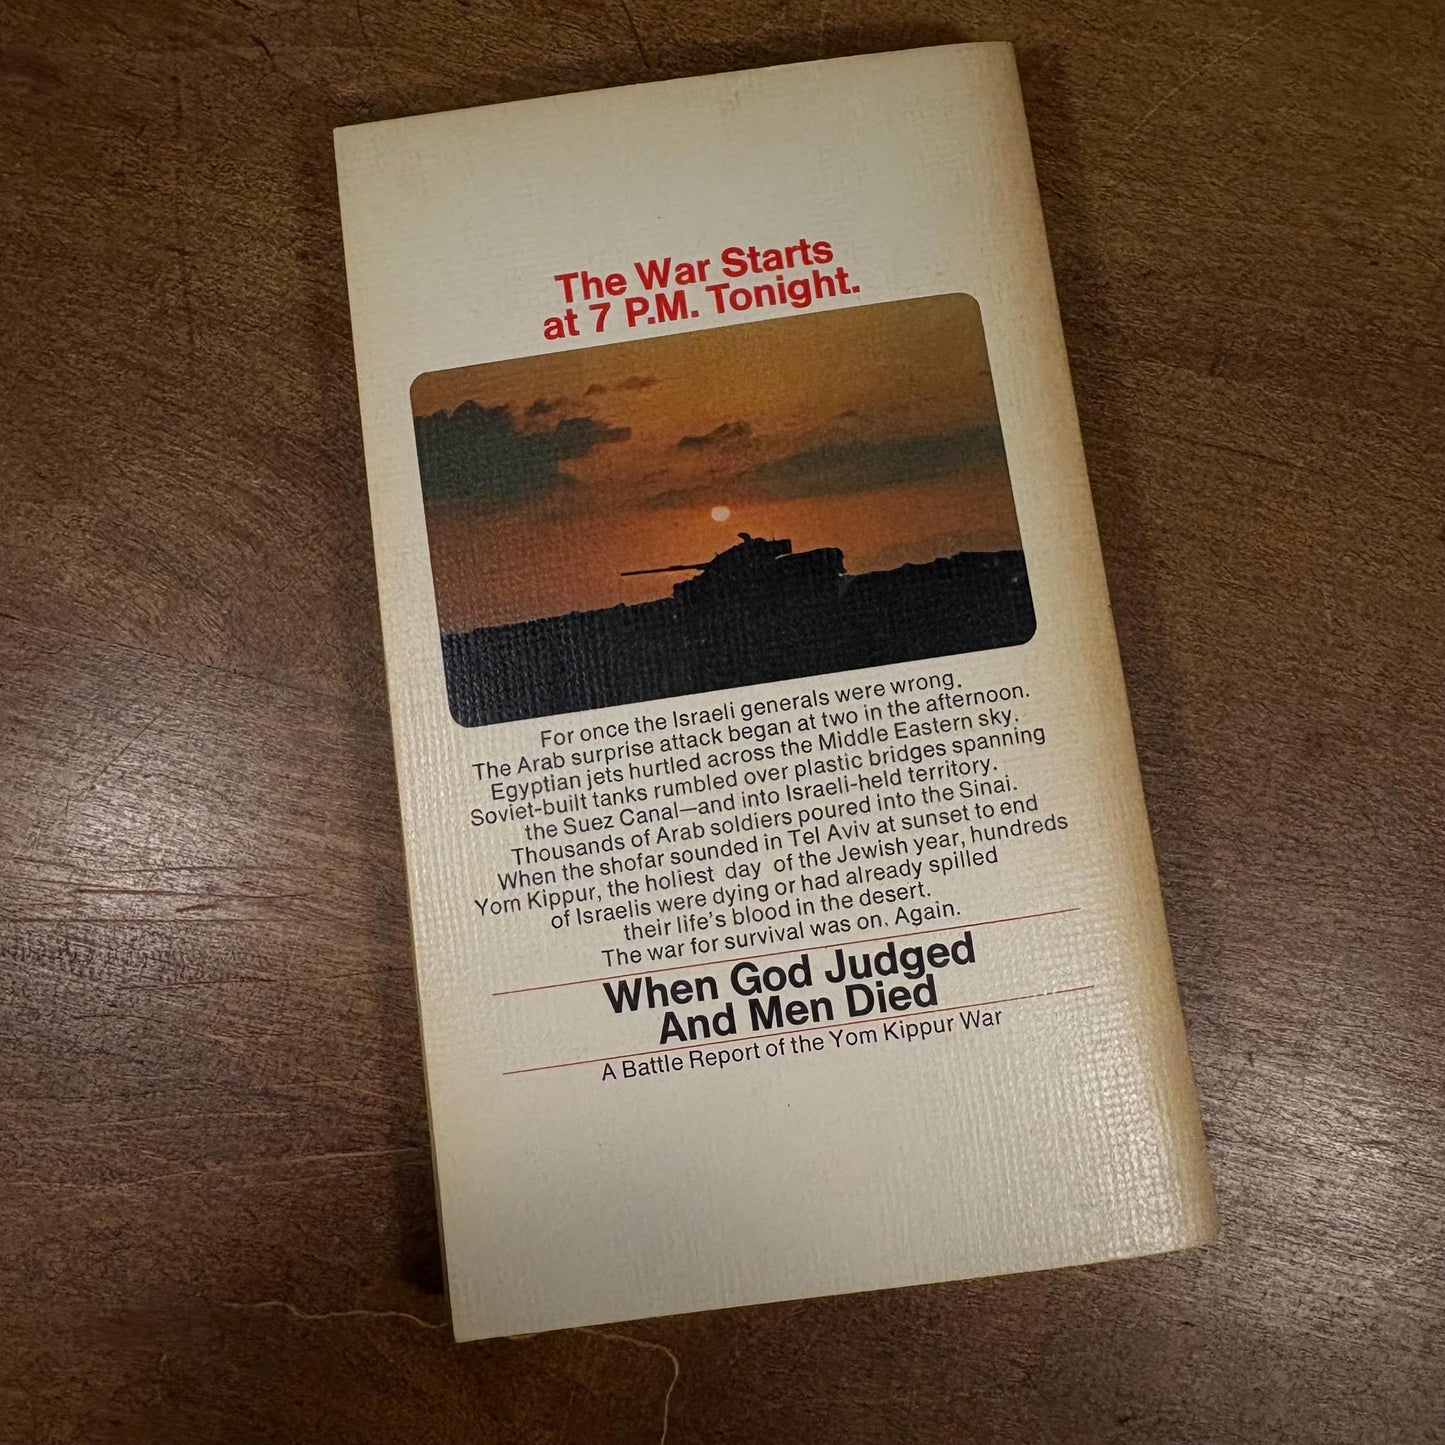 The War Starts
at 7 P.M. Tonight.
For once the Israeli generals were wrong.
The Arab surprise attack began at two in the afternoon.
Egyptian jets hurtled across the Middle Eastern sky.
Soviet-built tanks rumbled over plastic bridges spanning
the Suez Canal—and into Israeli-held territory.
Thousands of Arab soldiers poured into the Sinai.
When the shofar sounded in Tel Aviv at sunset to end
Yom Kippur, the holiest day of the Jewish year, hundreds
of Israelis were dying or had already spilled
their life's blood in the desert.
The war for survival was on. Again.
When God Judged
And Men Died
A Battle Report of the Yom Kippur War